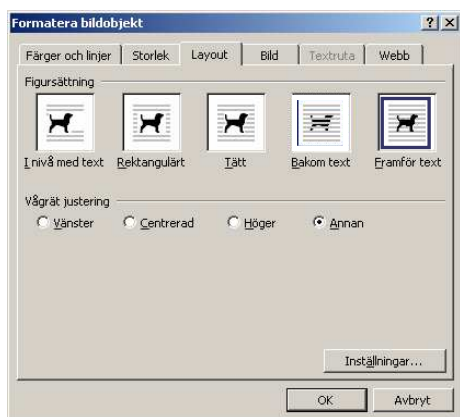 Formatera bildobjekt
Färger och linjer Storlek Layout Bild Textruta Webb
Figursättning
I nivå med text Rektangulärt Tätt Bakom text Framför text
Vågrät justering
Vänster Centrerad Höger Annan
Inställningar...
OK Avbryt